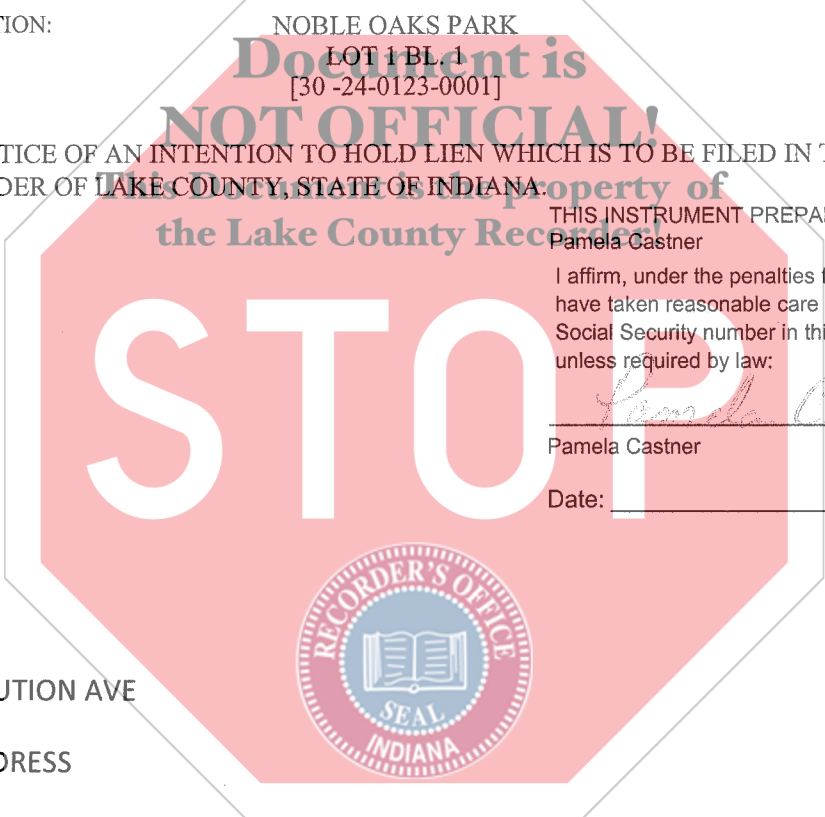 TION:
NOBLE OAKS PARK
LOT 1 BL. 1
[30 -24-0123-0001]
Document is
NOT OFFICIAL!
TICE OF AN INTENTION TO HOLD LIEN WHICH IS TO BE FILED IN T
DER OF LAKE COUNTY, STATE OF INDIANA.
This Document is the property of
the Lake County Recorder!
THIS INSTRUMENT PREPA
Pamela Castner
I affirm, under the penalties f
have taken reasonable care
Social Security number in thi
unless required by law:
Pamela C
Pamela Castner
Date:
STOP
RECORDER'S OFFICE
SEAL
INDIANA
UTION AVE
DRESS